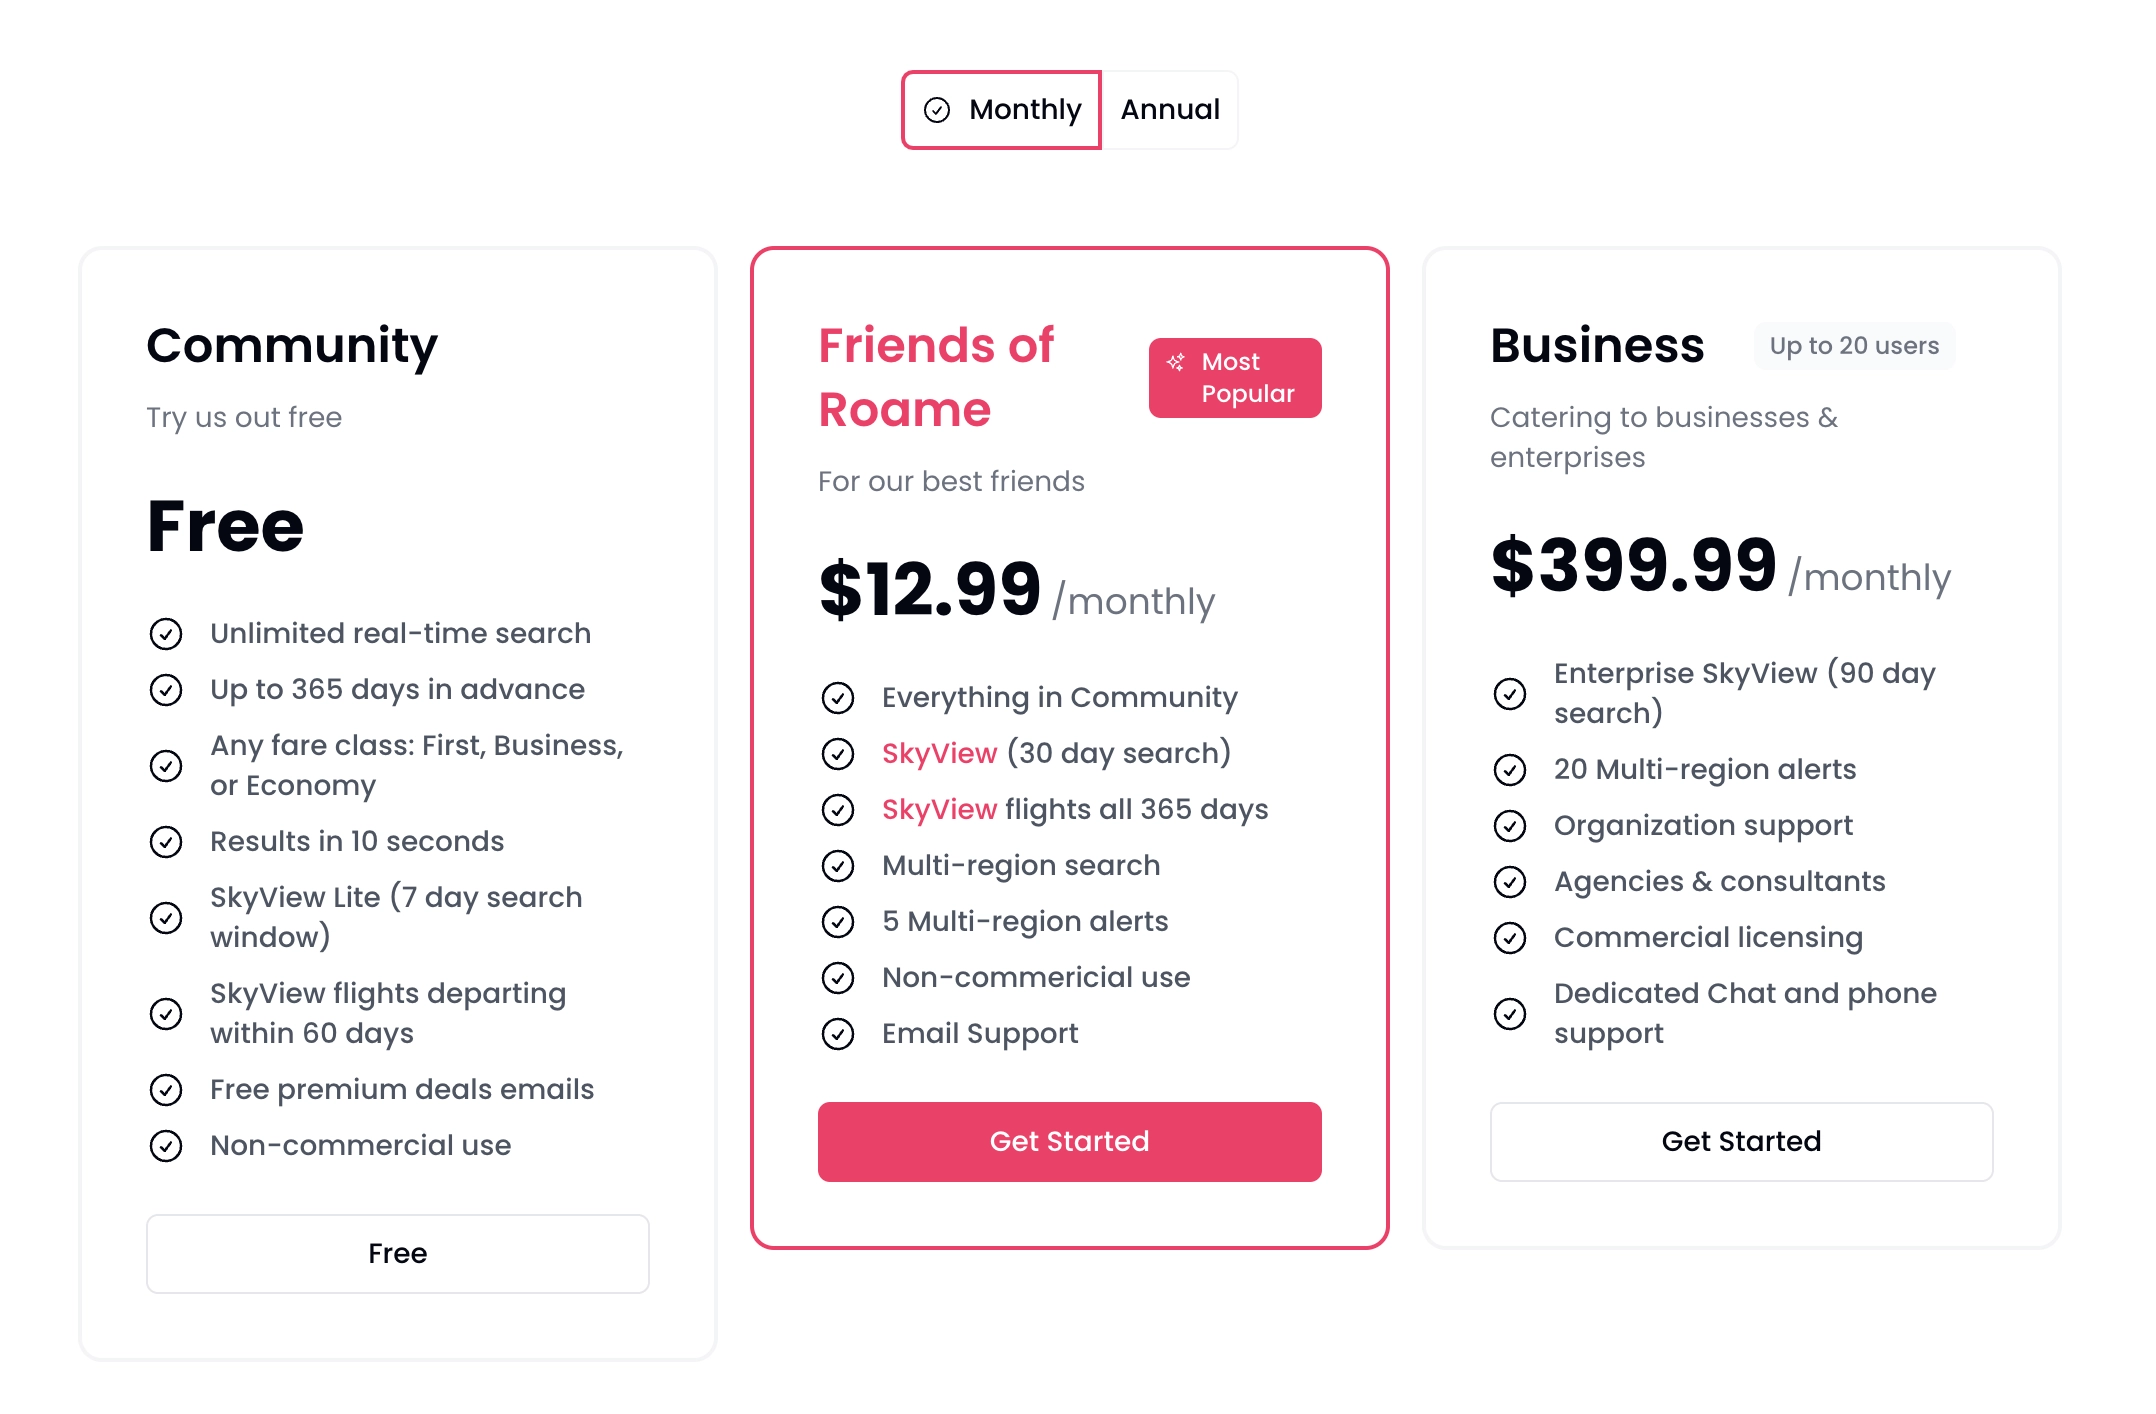 Monthly
Annual
Community
Try us out free
Free
Unlimited real-time search
Up to 365 days in advance
Any fare class: First, Business,
or Economy
Results in 10 seconds
SkyView Lite (7 day search
window)
SkyView flights departing
within 60 days
Free premium deals emails
Non-commercial use
Free
Friends of
Roame
Most
Popular
For our best friends
$12.99 /monthly
Everything in Community
SkyView (30 day search)
SkyView flights all 365 days
Multi-region search
5 Multi-region alerts
Non-commericial use
Email Support
Get Started
Business
Up to 20 users
Catering to businesses &
enterprises
$399.99 /monthly
Enterprise SkyView (90 day
search)
20 Multi-region alerts
Organization support
Agencies & consultants
Commercial licensing
Dedicated Chat and phone
support
Get Started